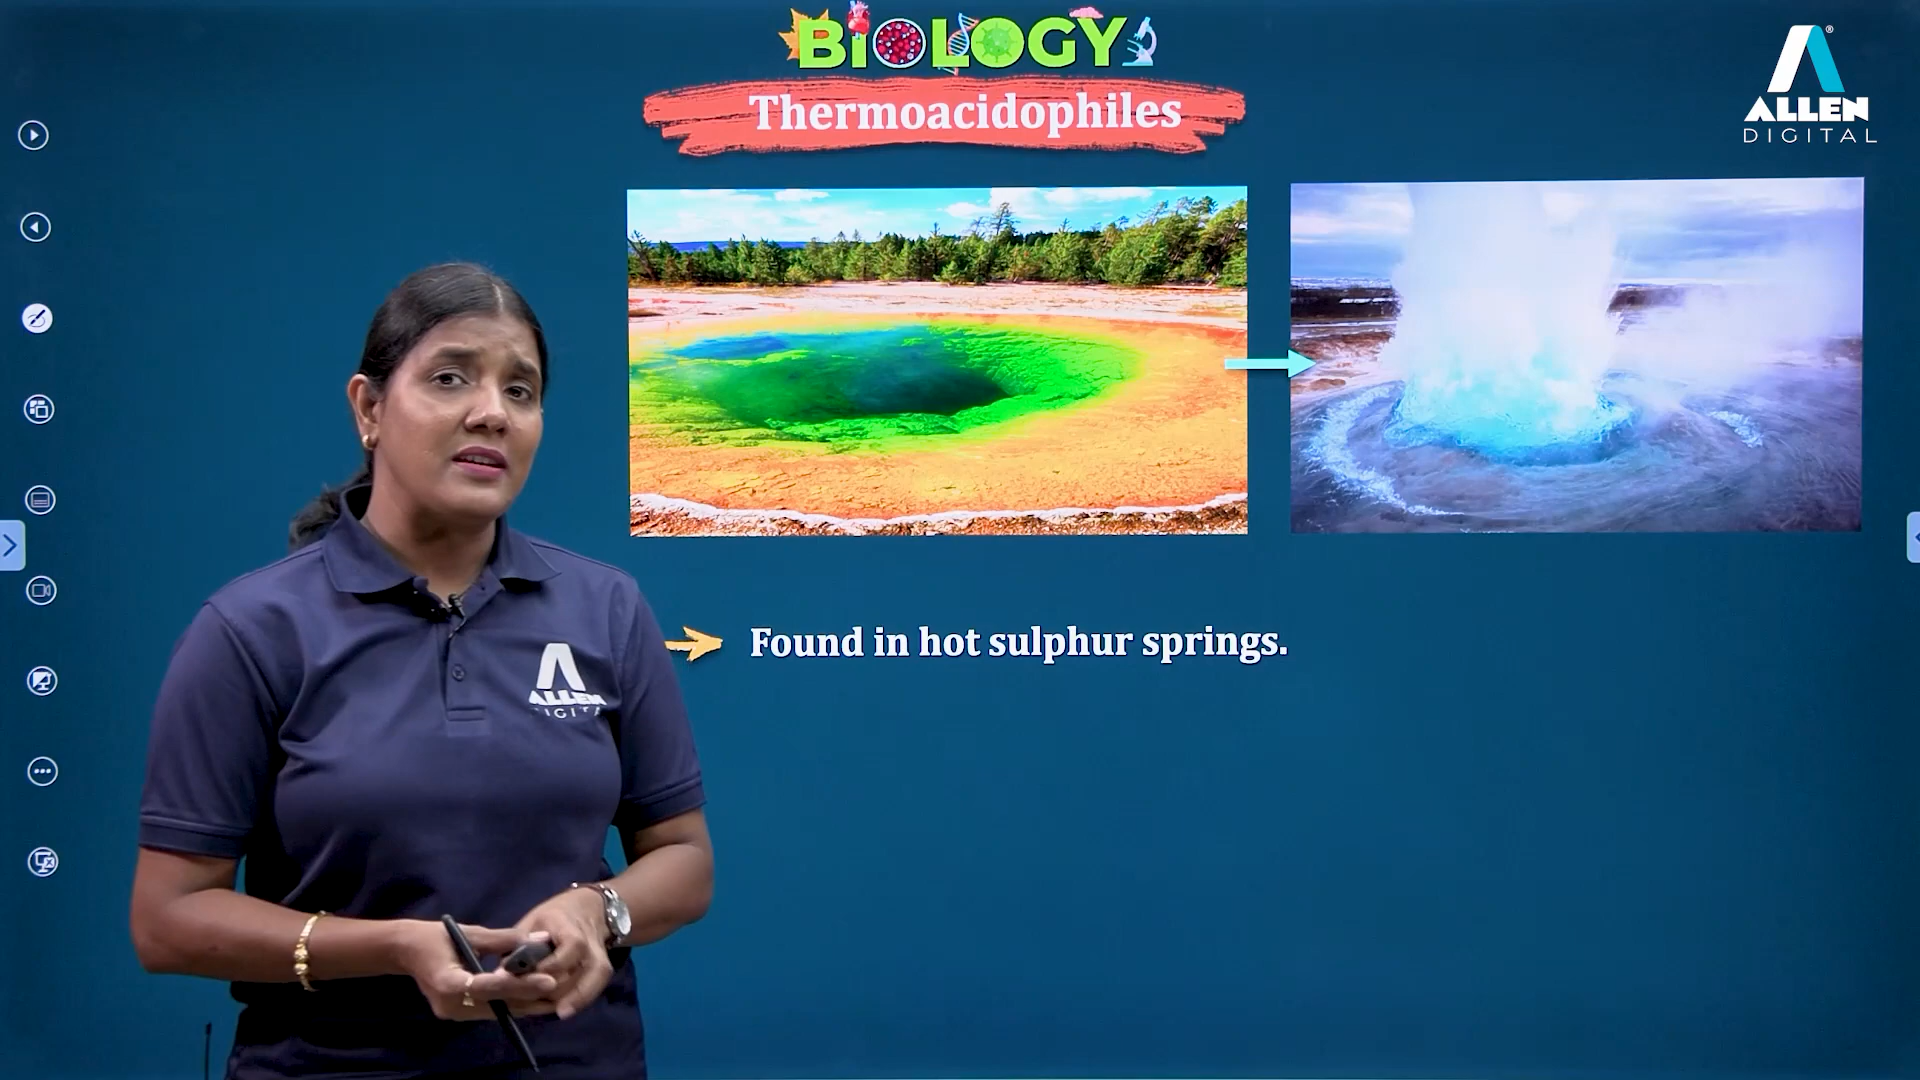 BIOLOGY
Thermoacidophiles
ALLEN
DIGITAL
Found in hot sulphur springs.
ALLEN